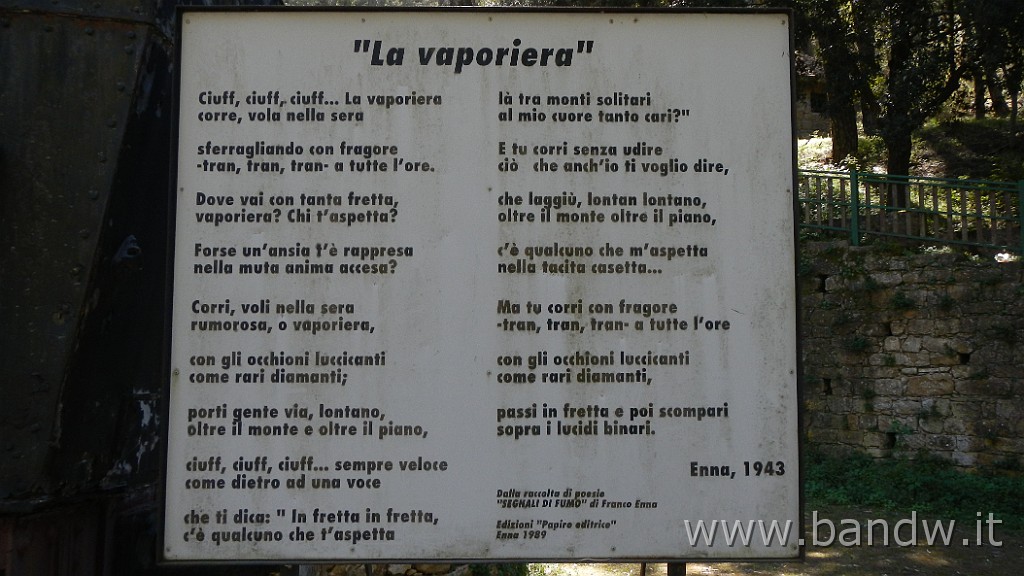 "La vaporiera"
Ciuff, ciuff, ciuff... La vaporiera
corre, vola nella sera
sferragliando con fragore
-tran, tran, tran- a tutte l'ore.
Dove vai con tanta fretta,
vaporiera? Chi t'aspetta?
Forse un'ansia t'è rappresa
nella muta anima accesa?
Corri, voli nella sera
rumorosa, o vaporiera,
con gli occhioni luccicanti
come rari diamanti;
porti gente via, lontano,
oltre il monte e oltre il piano,
ciuff, ciuff, ciuff... sempre veloce
come dietro ad una voce
che ti dica: " In fretta in fretta,
c'è qualcuno che t'aspetta
là tra monti solitari
al mio cuore tanto cari?"
E tu corri senza udire
ciò che anch'io ti voglio dire,
che laggiù, lontan lontano,
oltre il monte oltre il piano,
c'è qualcuno che m'aspetta
nella tacita casetta...
Ma tu corri con fragore
-tran, tran, tran- a tutte l'ore
con gli occhioni luccicanti
come rari diamanti,
passi in fretta e poi scompari
sopra i lucidi binari.
Enna, 1943
Dalla raccolta di poesie
"SEGNALI DI FUMO" di Franco Enna
Edizioni "Papiro editrice"
Enna 1989
www.bandw.it